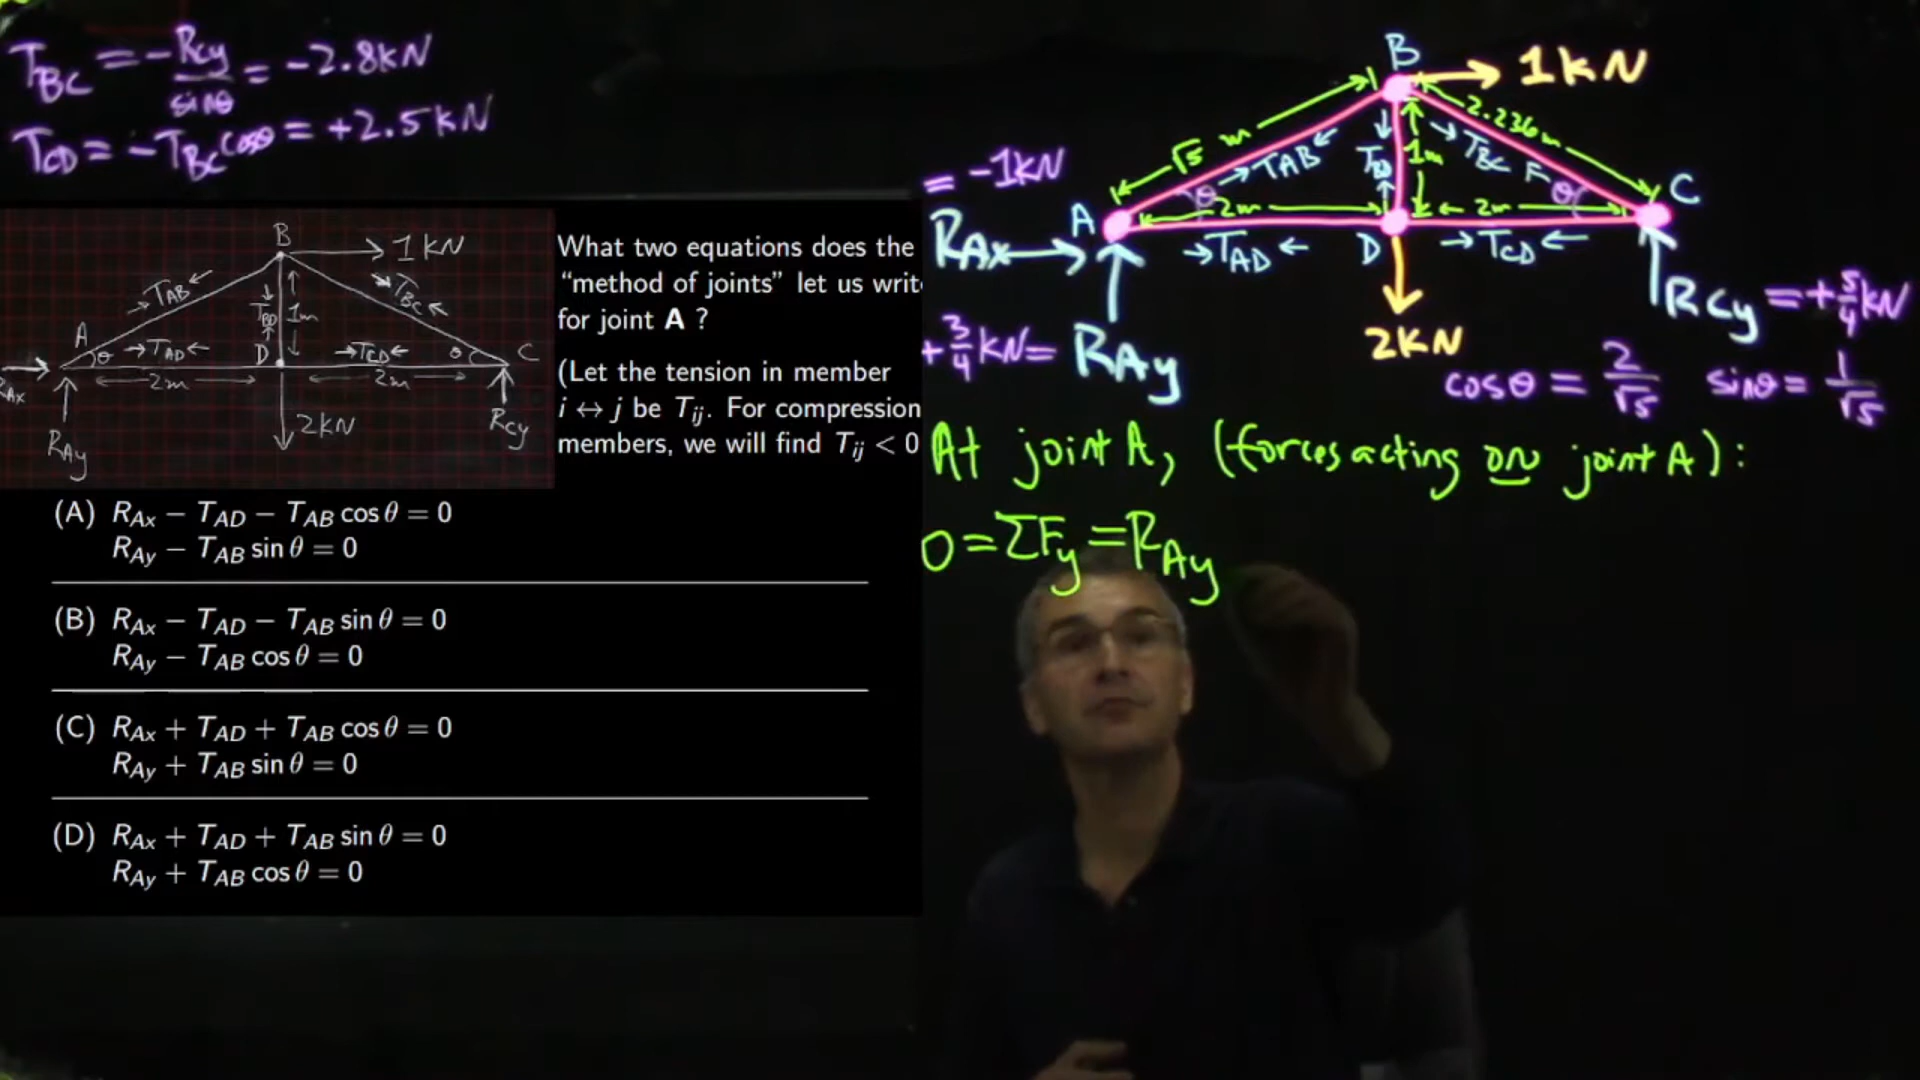 T_BC = -R_Cy/sinθ = -2.8kN
T_CD = -T_BC cosθ = +2.5kN
B
1kN
T_AB
T_BC
T_BD
1m
A
θ
T_AD
D
T_CD
θ
C
2m
2m
R_Ax
R_Ay
2kN
R_Cy
What two equations does the
“method of joints” let us writ
for joint A ?
(Let the tension in member
i ↔ j be T_ij. For compression
members, we will find T_ij < 0
(A) R_Ax − T_AD − T_AB cos θ = 0
R_Ay − T_AB sin θ = 0
(B) R_Ax − T_AD − T_AB sin θ = 0
R_Ay − T_AB cos θ = 0
(C) R_Ax + T_AD + T_AB cos θ = 0
R_Ay + T_AB sin θ = 0
(D) R_Ax + T_AD + T_AB sin θ = 0
R_Ay + T_AB cos θ = 0
B
1kN
√5 m
2.236m
T_AB
T_BD
1m
T_BC
= -1kN
A
θ
2m
2m
θ
C
R_Ax
T_AD
D
T_CD
+3/4 kN = R_Ay
2kN
R_Cy = +5/4 kN
cosθ = 2/√5 sinθ = 1/√5
At joint A, (forces acting on joint A):
0 = ΣF_y = R_Ay